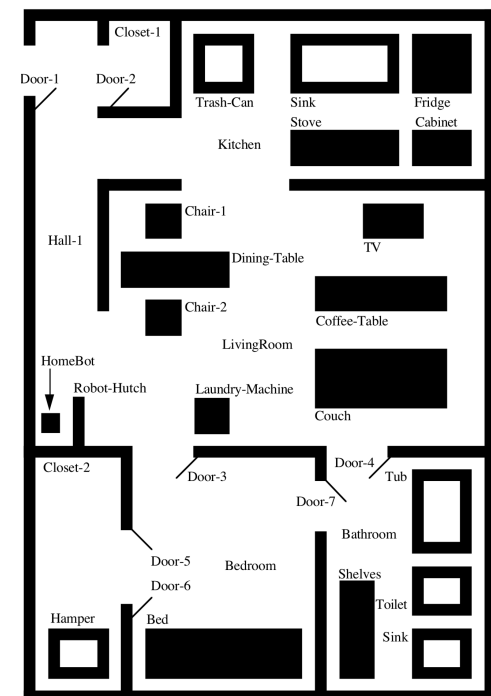 Closet-1
Door-1
Door-2
Trash-Can
Sink
Fridge
Stove
Cabinet
Kitchen
Chair-1
Hall-1
TV
Dining-Table
Chair-2
Coffee-Table
LivingRoom
HomeBot
Robot-Hutch
Laundry-Machine
Couch
Closet-2
Door-3
Door-4
Tub
Door-7
Bathroom
Door-5
Bedroom
Shelves
Door-6
Toilet
Hamper
Bed
Sink